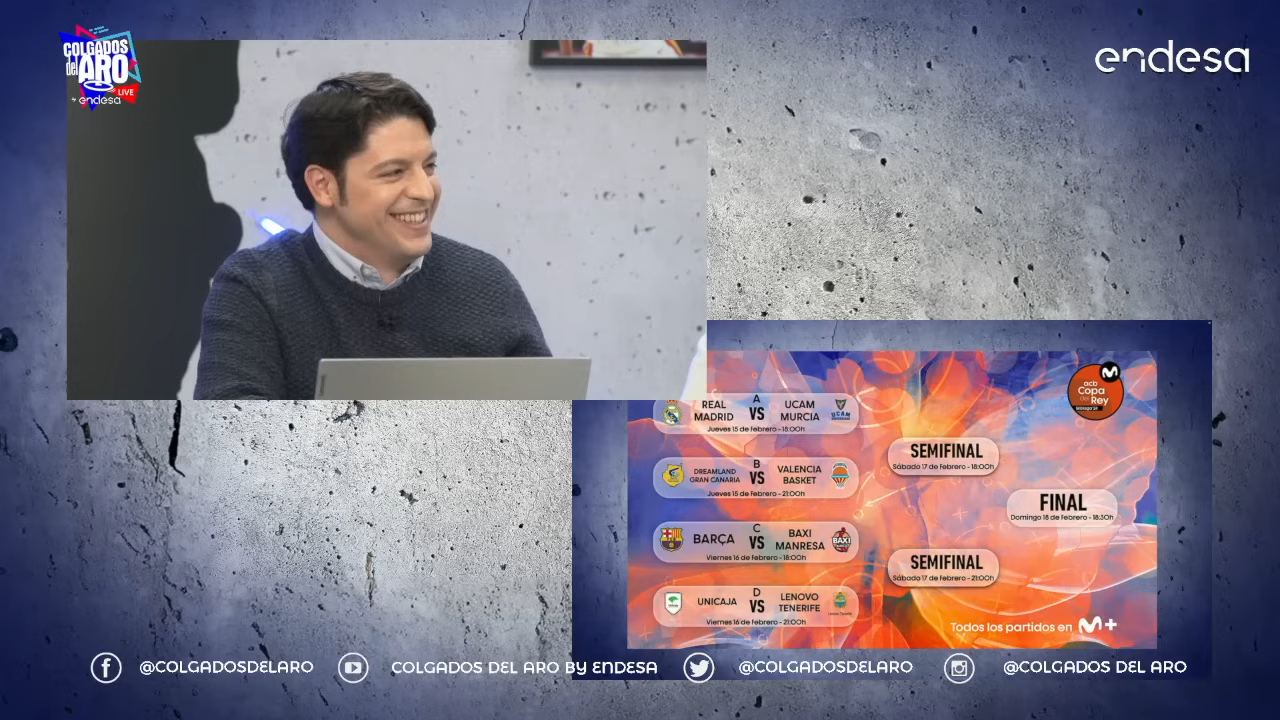 COLGADOS
del ARO
LIVE
by endesa
endesa
acb
Copa
del
Rey
REAL
MADRID
A
VS
UCAM
MURCIA
Jueves 15 de febrero - 18:00h
DREAMLAND
GRAN CANARIA
B
VS
VALENCIA
BASKET
Jueves 15 de febrero - 21:00h
BARÇA
C
VS
BAXI
MANRESA
BAXI
Viernes 16 de febrero - 18:00h
UNICAJA
D
VS
LENOVO
TENERIFE
Viernes 16 de febrero - 21:00h
SEMIFINAL
Sábado 17 de febrero - 18:00h
SEMIFINAL
Sábado 17 de febrero - 21:00h
FINAL
Domingo 18 de febrero - 18:30h
Todos los partidos en M+
@COLGADOSDELARO
COLGADOS DEL ARO BY ENDESA
@COLGADOSDELARO
@COLGADOS DEL ARO